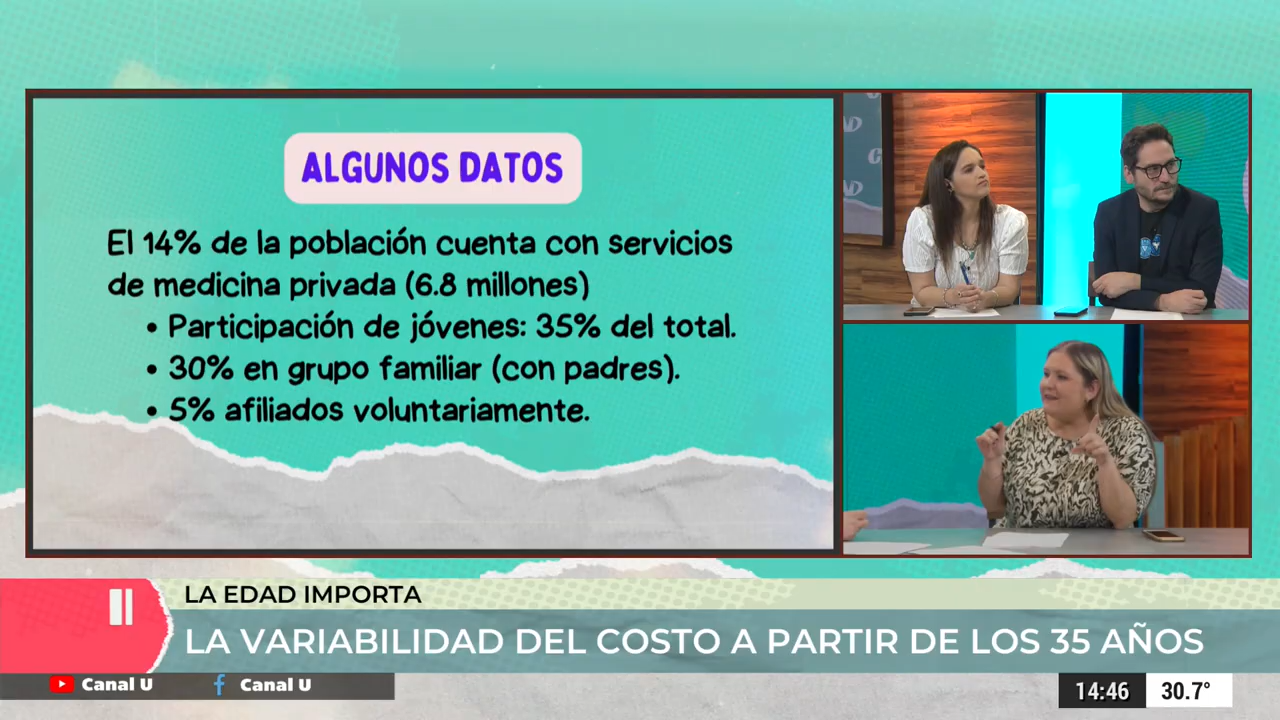 ALGUNOS DATOS
El 14% de la población cuenta con servicios
de medicina privada (6.8 millones)
• Participación de jóvenes: 35% del total.
• 30% en grupo familiar (con padres).
• 5% afiliados voluntariamente.
LA EDAD IMPORTA
LA VARIABILIDAD DEL COSTO A PARTIR DE LOS 35 AÑOS
Canal U
Canal U
14:46
30.7°